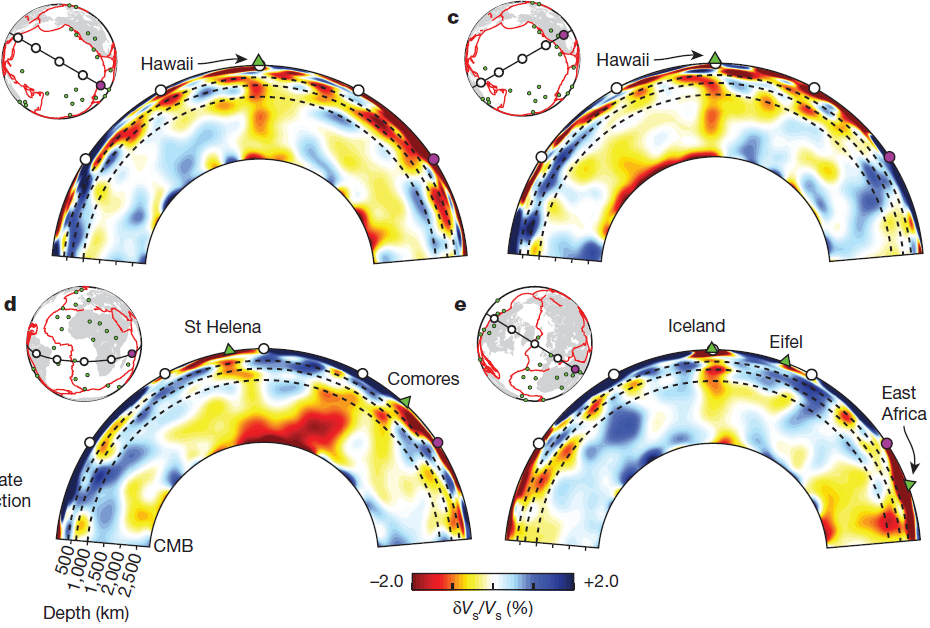 c
Hawaii
Hawaii
d
St Helena
Comores
e
Iceland
Eifel
East
Africa
ate
ction
CMB
500
1,000
1,500
2,000
2,500
Depth (km)
–2.0
+2.0
δVs/Vs (%)